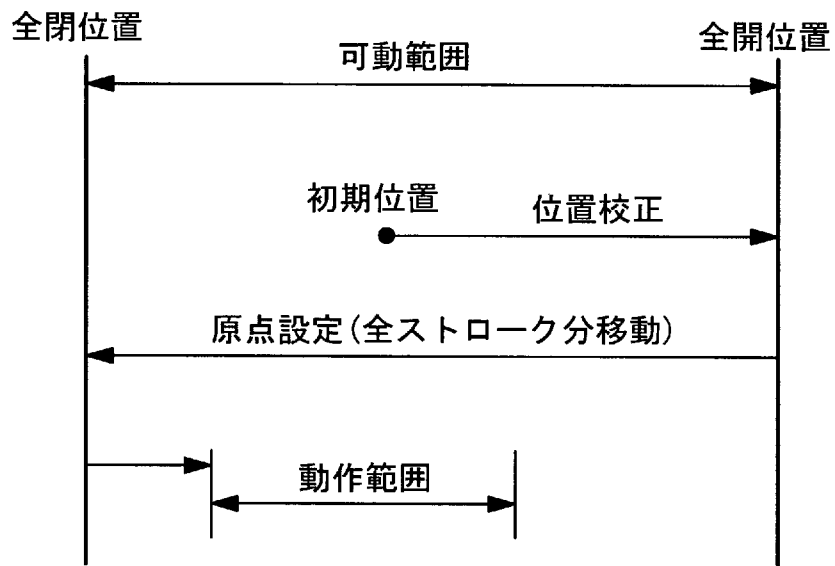 全閉位置
全開位置
可動範囲
初期位置
位置校正
原点設定(全ストローク分移動)
動作範囲